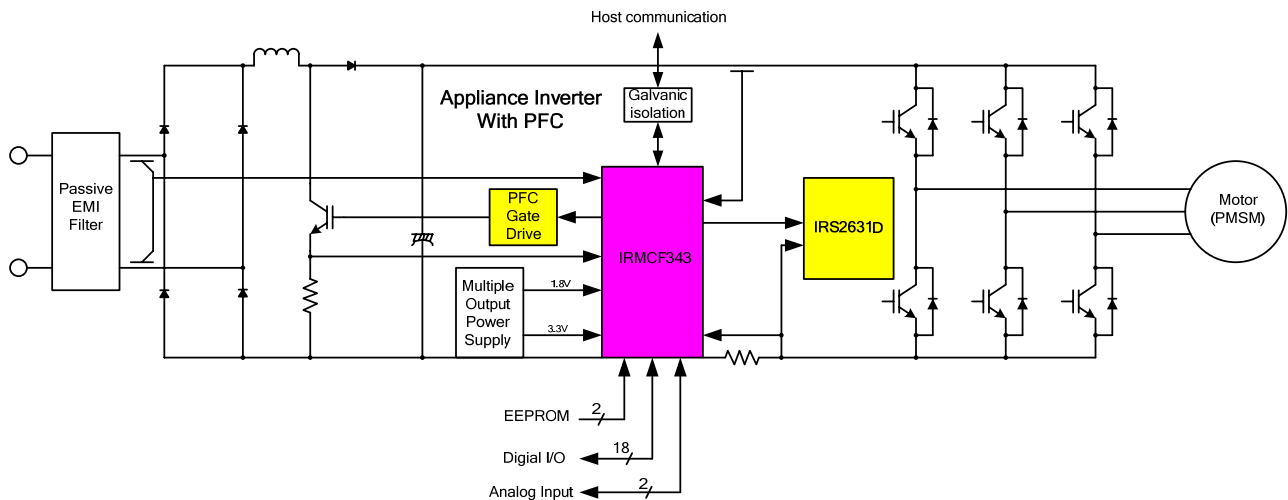 Host communication
Appliance Inverter
With PFC
Galvanic
isolation
Passive
EMI
Filter
PFC
Gate
Drive
IRMCF343
IRS2631D
Motor
(PMSM)
Multiple
Output
Power
Supply
1.8V
3.3V
EEPROM
2
Digial I/O
18
Analog Input
2